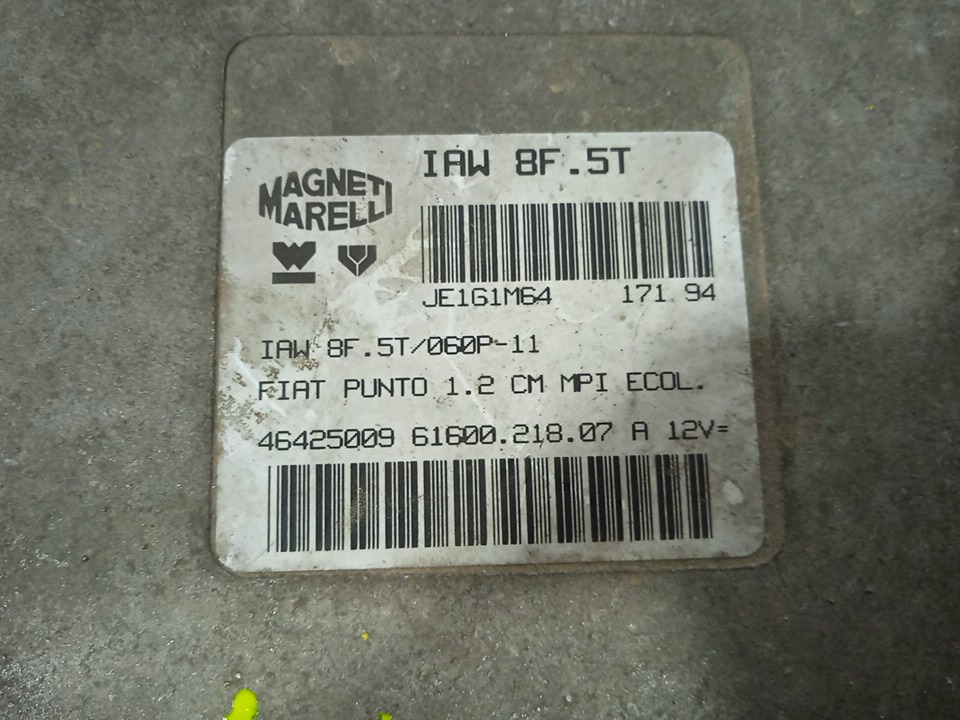 IAW 8F.5T
MAGNETI
MARELLI
JE1G1M64 171 94
IAW 8F.5T/060P-11
FIAT PUNTO 1.2 CM MPI ECOL.
46425009 61600.218.07 A 12V=